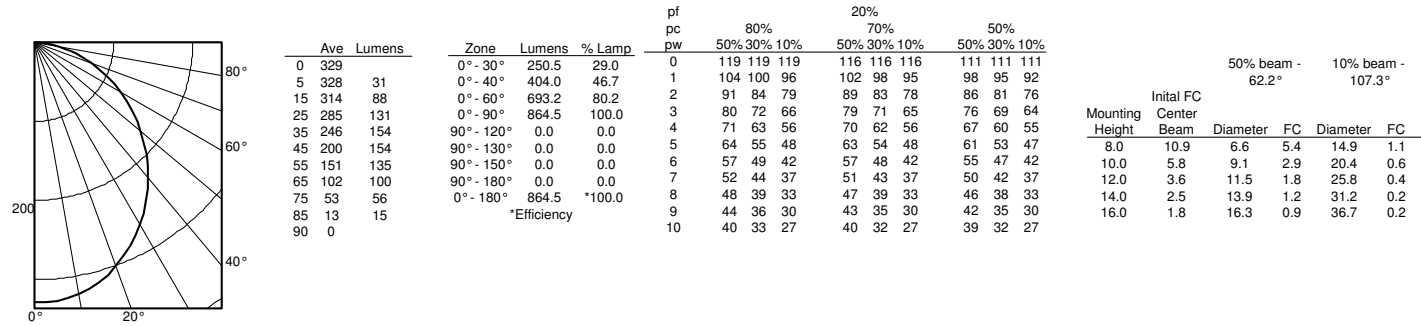 80°
60°
200
40°
0° 20°
Ave Lumens
0 329
5 328 31
15 314 88
25 285 131
35 246 154
45 200 154
55 151 135
65 102 100
75 53 56
85 13 15
90 0
Zone Lumens % Lamp
0°- 30° 250.5 29.0
0°- 40° 404.0 46.7
0°- 60° 693.2 80.2
0°- 90° 864.5 100.0
90°- 120° 0.0 0.0
90°- 130° 0.0 0.0
90°- 150° 0.0 0.0
90°- 180° 0.0 0.0
0°- 180° 864.5 *100.0
*Efficiency
pf 20%
pc 80% 70% 50%
pw 50% 30% 10% 50% 30% 10% 50% 30% 10%
0 119 119 119 116 116 116 111 111 111
1 104 100 96 102 98 95 98 95 92
2 91 84 79 89 83 78 86 81 76
3 80 72 66 79 71 65 76 69 64
4 71 63 56 70 62 56 67 60 55
5 64 55 48 63 54 48 61 53 47
6 57 49 42 57 48 42 55 47 42
7 52 44 37 51 43 37 50 42 37
8 48 39 33 47 39 33 46 38 33
9 44 36 30 43 35 30 42 35 30
10 40 33 27 40 32 27 39 32 27
50% beam - 10% beam -
62.2° 107.3°
Inital FC
Mounting Center
Height Beam Diameter FC Diameter FC
8.0 10.9 6.6 5.4 14.9 1.1
10.0 5.8 9.1 2.9 20.4 0.6
12.0 3.6 11.5 1.8 25.8 0.4
14.0 2.5 13.9 1.2 31.2 0.2
16.0 1.8 16.3 0.9 36.7 0.2